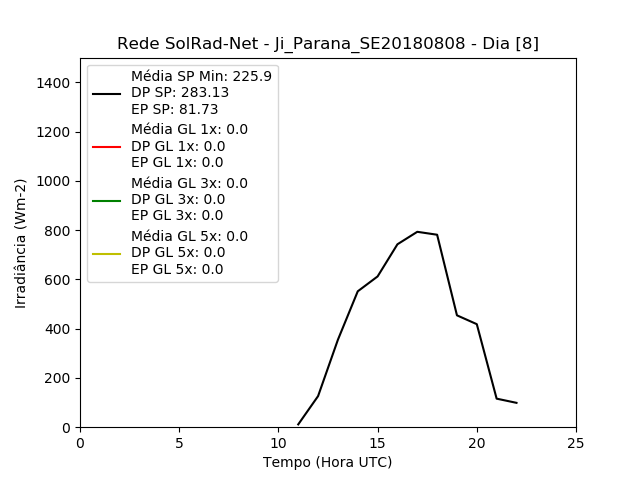 Rede SolRad-Net - Ji_Parana_SE20180808 - Dia [8]
Média SP Min: 225.9
DP SP: 283.13
EP SP: 81.73
Média GL 1x: 0.0
DP GL 1x: 0.0
EP GL 1x: 0.0
Média GL 3x: 0.0
DP GL 3x: 0.0
EP GL 3x: 0.0
Média GL 5x: 0.0
DP GL 5x: 0.0
EP GL 5x: 0.0
Irradiância (Wm-2)
1400
1200
1000
800
600
400
200
0
0 5 10 15 20 25
Tempo (Hora UTC)